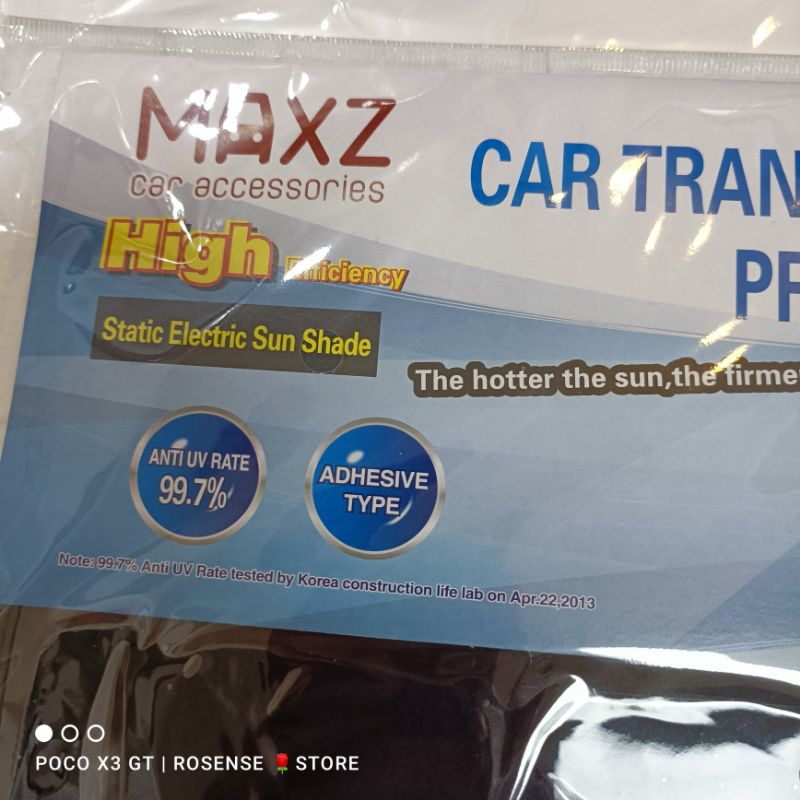 MAXZ
car accessories
CAR TRAN
PF
High Efficiency
Static Electric Sun Shade
The hotter the sun,the firme
ANTI UV RATE
99.7%
ADHESIVE
TYPE
Note: 99.7% Anti UV Rate tested by Korea construction life lab on Apr.22,2013
POCO X3 GT | ROSENSE 🌹STORE